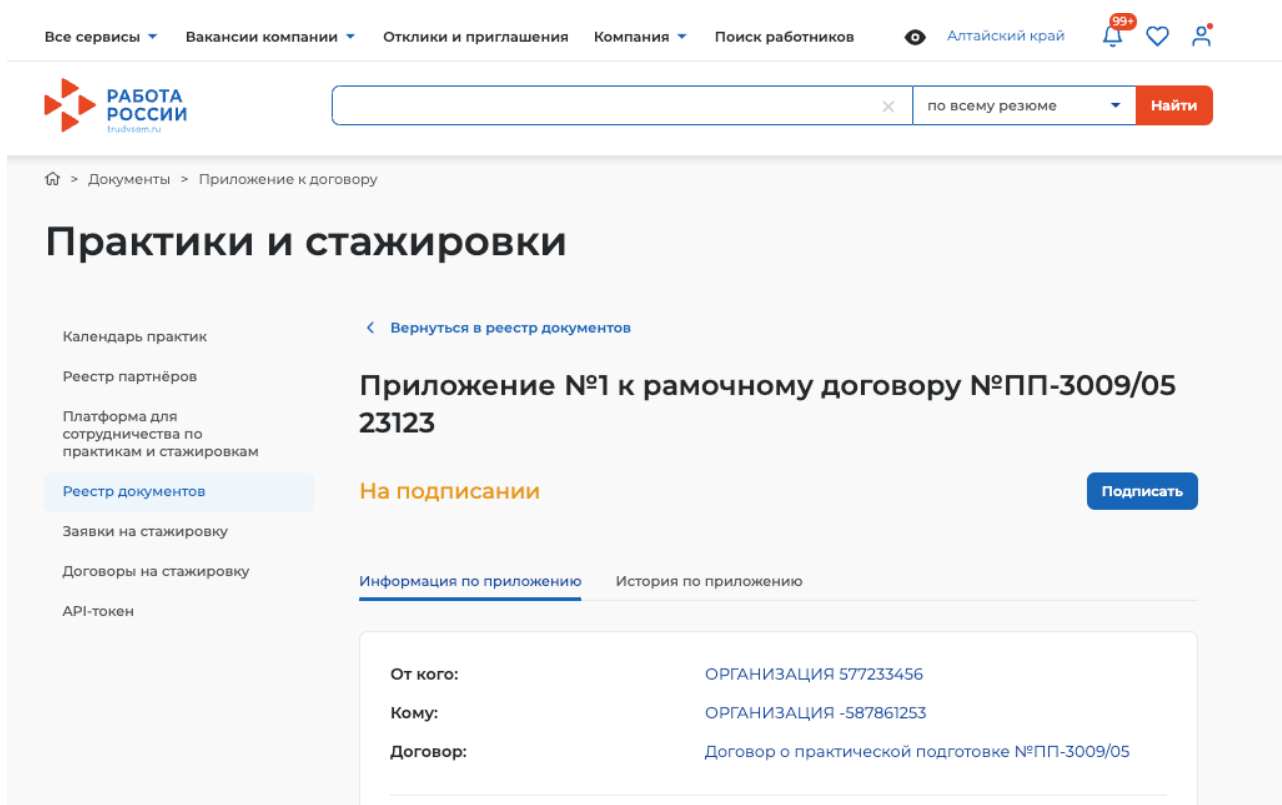 Все сервисы Вакансии компании Отклики и приглашения Компания Поиск работников Алтайский край 99+
РАБОТА
РОССИИ
trudvsem.ru
по всему резюме Найти
> Документы > Приложение к договору
Практики и стажировки
Календарь практик
Реестр партнёров
Платформа для
сотрудничества по
практикам и стажировкам
Реестр документов
Заявки на стажировку
Договоры на стажировку
API-токен
Вернуться в реестр документов
Приложение №1 к рамочному договору №ПП-3009/05
23123
На подписании Подписать
Информация по приложению История по приложению
От кого: ОРГАНИЗАЦИЯ 577233456
Кому: ОРГАНИЗАЦИЯ -587861253
Договор: Договор о практической подготовке №ПП-3009/05